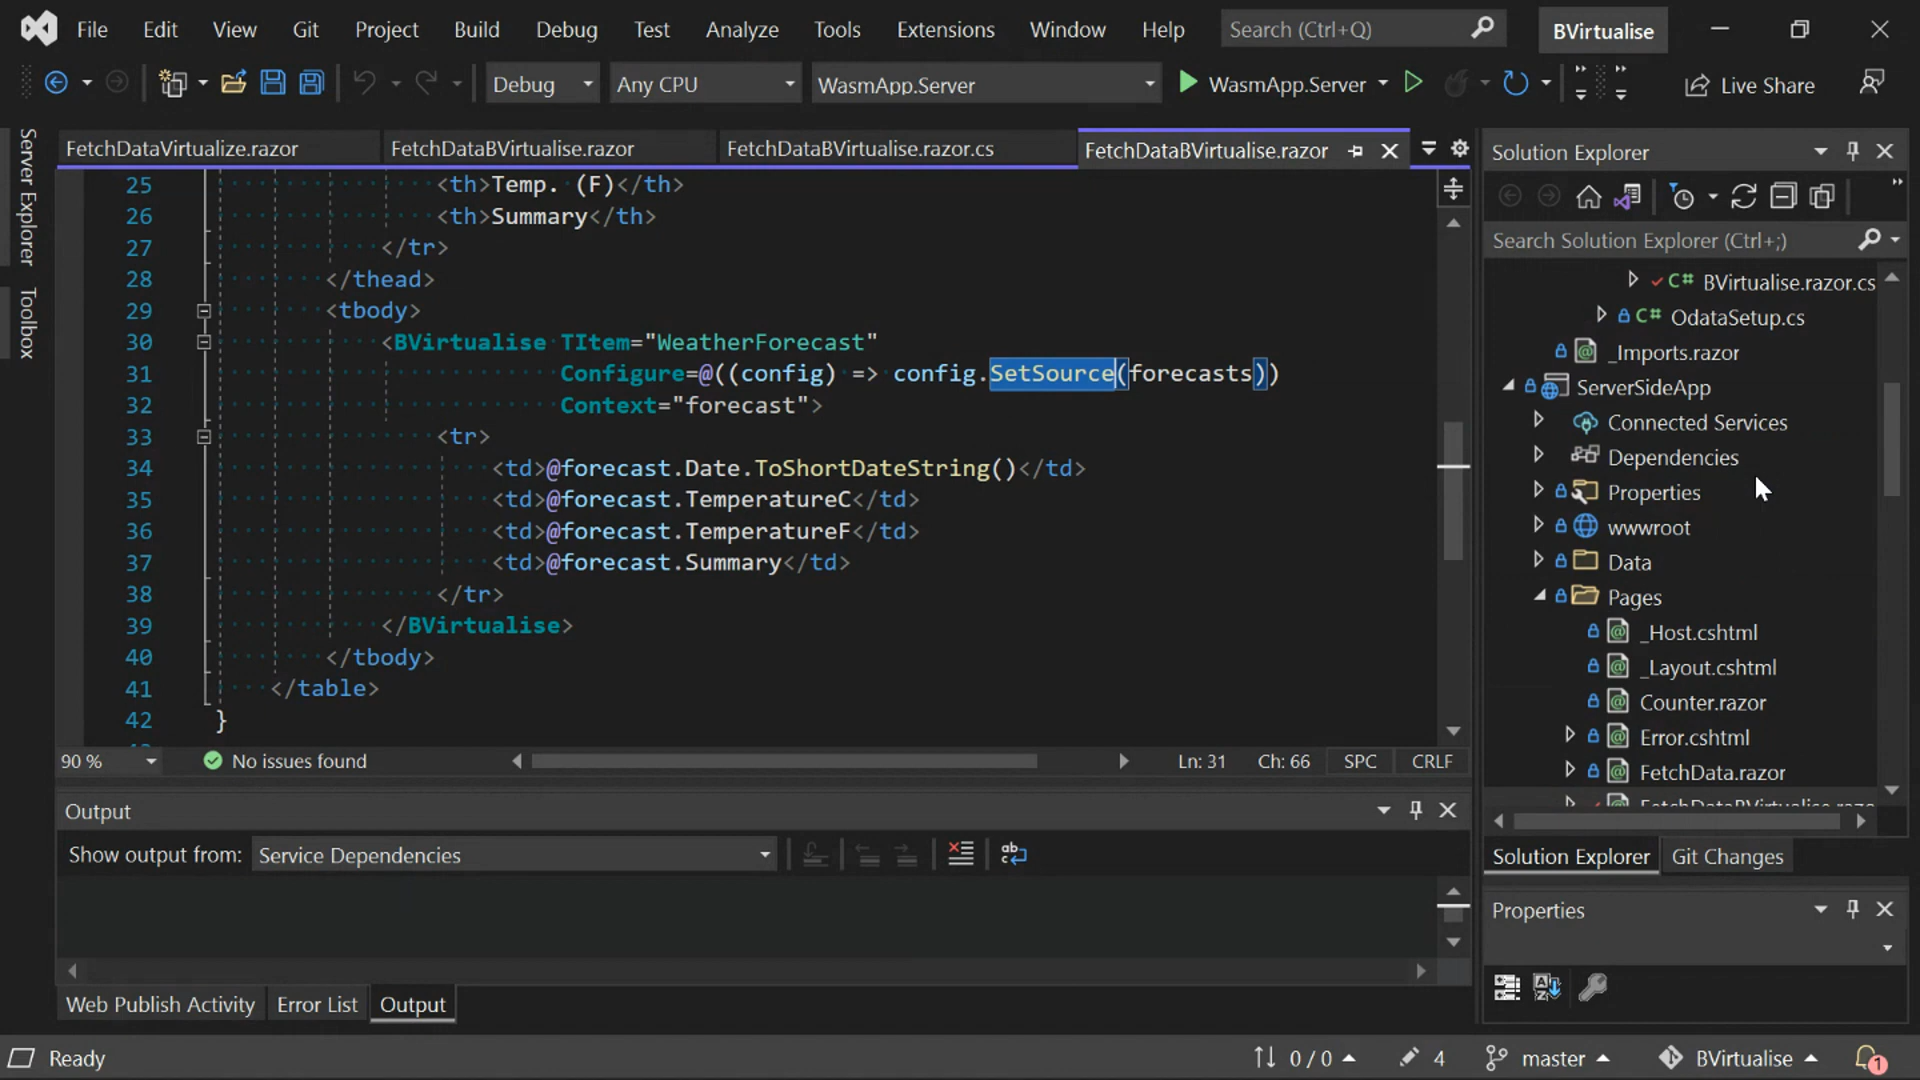 File Edit View Git Project Build Debug Test Analyze Tools Extensions Window Help Search (Ctrl+Q) BVirtualise
Debug Any CPU WasmApp.Server WasmApp.Server Live Share
Server Explorer
Toolbox
FetchDataVirtualize.razor FetchDataBVirtualise.razor FetchDataBVirtualise.razor.cs FetchDataBVirtualise.razor
25 <th>Temp. (F)</th>
26 <th>Summary</th>
27 </tr>
28 </thead>
29 <tbody>
30 <BVirtualise TItem="WeatherForecast"
31 Configure=@((config) => config.SetSource(forecasts))
32 Context="forecast">
33 <tr>
34 <td>@forecast.Date.ToShortDateString()</td>
35 <td>@forecast.TemperatureC</td>
36 <td>@forecast.TemperatureF</td>
37 <td>@forecast.Summary</td>
38 </tr>
39 </BVirtualise>
40 </tbody>
41 </table>
42 }
90 % No issues found Ln: 31 Ch: 66 SPC CRLF
Output
Show output from: Service Dependencies
Web Publish Activity Error List Output
Solution Explorer
Search Solution Explorer (Ctrl+;)
C# BVirtualise.razor.cs
C# OdataSetup.cs
_Imports.razor
ServerSideApp
Connected Services
Dependencies
Properties
wwwroot
Data
Pages
_Host.cshtml
_Layout.cshtml
Counter.razor
Error.cshtml
FetchData.razor
Solution Explorer Git Changes
Properties
Ready 0 / 0 4 master BVirtualise 1